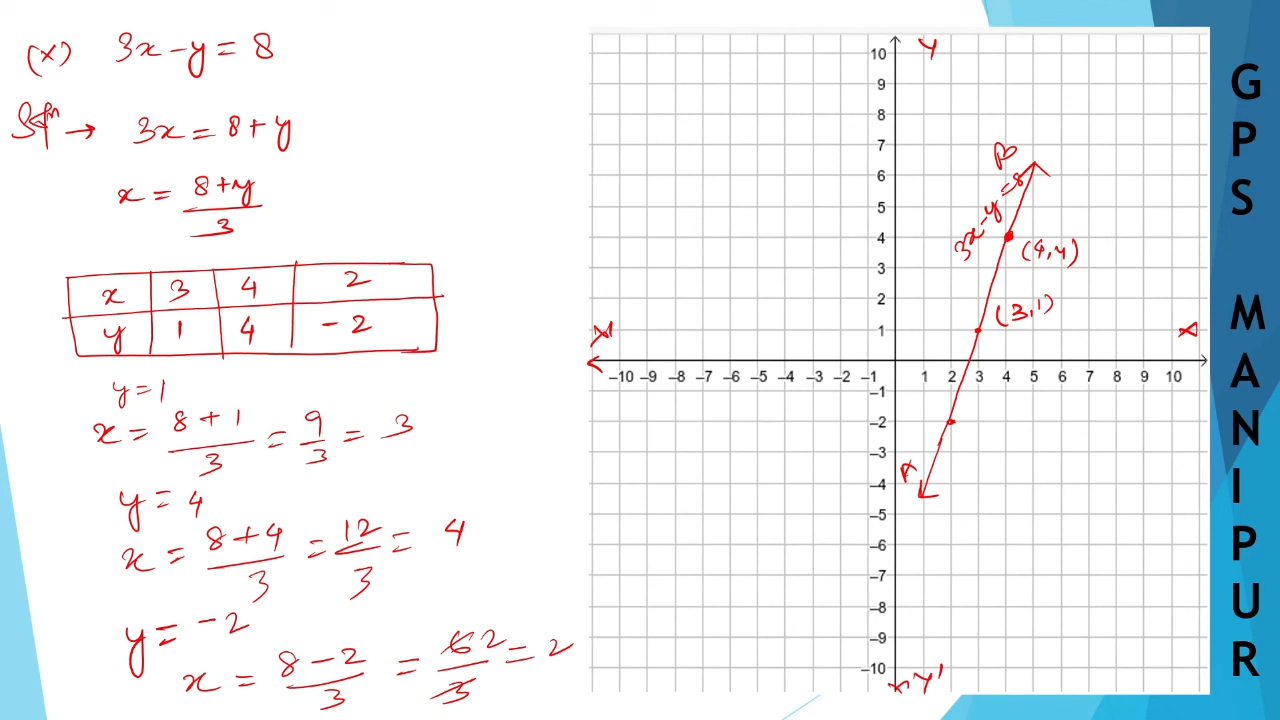 (x) 3x - y = 8
Soln → 3x = 8 + y
x = 8 + y / 3
x 3 4 2
y 1 4 -2
y = 1
x = 8 + 1 / 3 = 9 / 3 = 3
y = 4
x = 8 + 4 / 3 = 12 / 3 = 4
y = -2
x = 8 - 2 / 3 = 6 2 / 3 = 2
Y
10
9
8
7
6
5
4
3
2
1
-1
-2
-3
-4
-5
-6
-7
-8
-9
-10
Y'
X' X
-10 -9 -8 -7 -6 -5 -4 -3 -2 -1 1 2 3 4 5 6 7 8 9 10
B
3x - y = 8
(4,4)
(3,1)
A
GPS MANIPUR